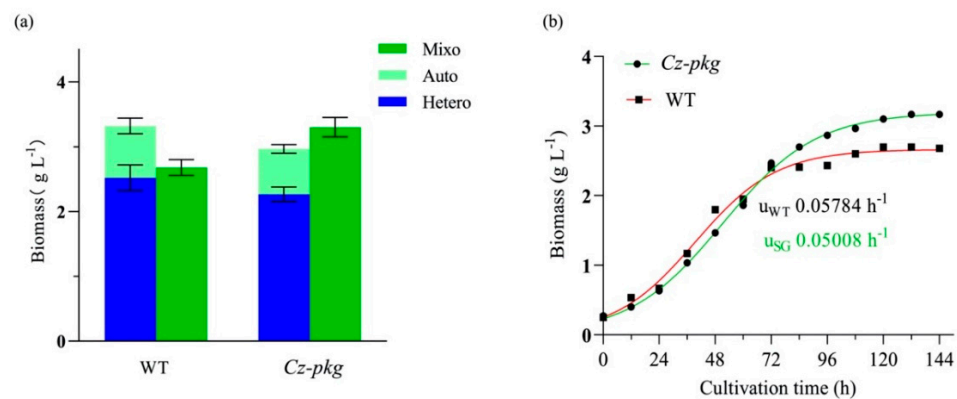 (a)
Biomass( g L⁻¹)
4
2
0
Mixo
Auto
Hetero
WT
Cz-pkg
(b)
Biomass (g L⁻¹)
4
3
2
1
0
Cz-pkg
WT
uWT 0.05784 h⁻¹
uSG 0.05008 h⁻¹
0 24 48 72 96 120 144
Cultivation time (h)